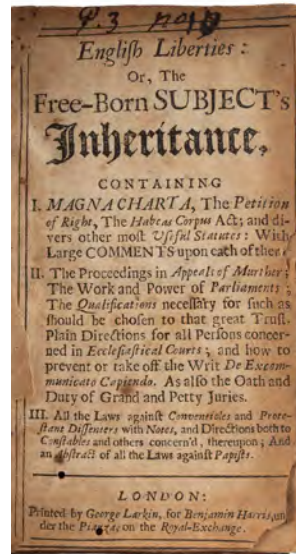 P. 3
Engliſh Liberties:
Or, The
Free-Born SUBJECT's
Inheritance,
CONTAINING
I. MAGNA CHARTA, The Petition
of Right, The Habeas Corpus Act; and di-
vers other moſt Uſeful Statutes: With
Large COMMENTS upon each of them.
II. The Proceedings in Appeals of Murther;
The Work and Power of Parliaments;
The Qualifications neceſſary for ſuch as
ſhould be choſen to that great Truſt.
Plain Directions for all Perſons concer-
ned in Eccleſiaſtical Courts; and how to
prevent or take off the Writ De Excom-
municato Capiendo. As alſo the Oath and
Duty of Grand and Petty Juries.
III. All the Laws againſt Conventicles and Prote-
ſtant Diſſenters with Notes, and Directions both to
Conſtables and others concern'd, thereupon; And
an Abſtract of all the Laws againſt Papiſts.
LONDON:
Printed by George Larkin, for Benjamin Harris, un
der the Piazza, on the Royal-Exchange.